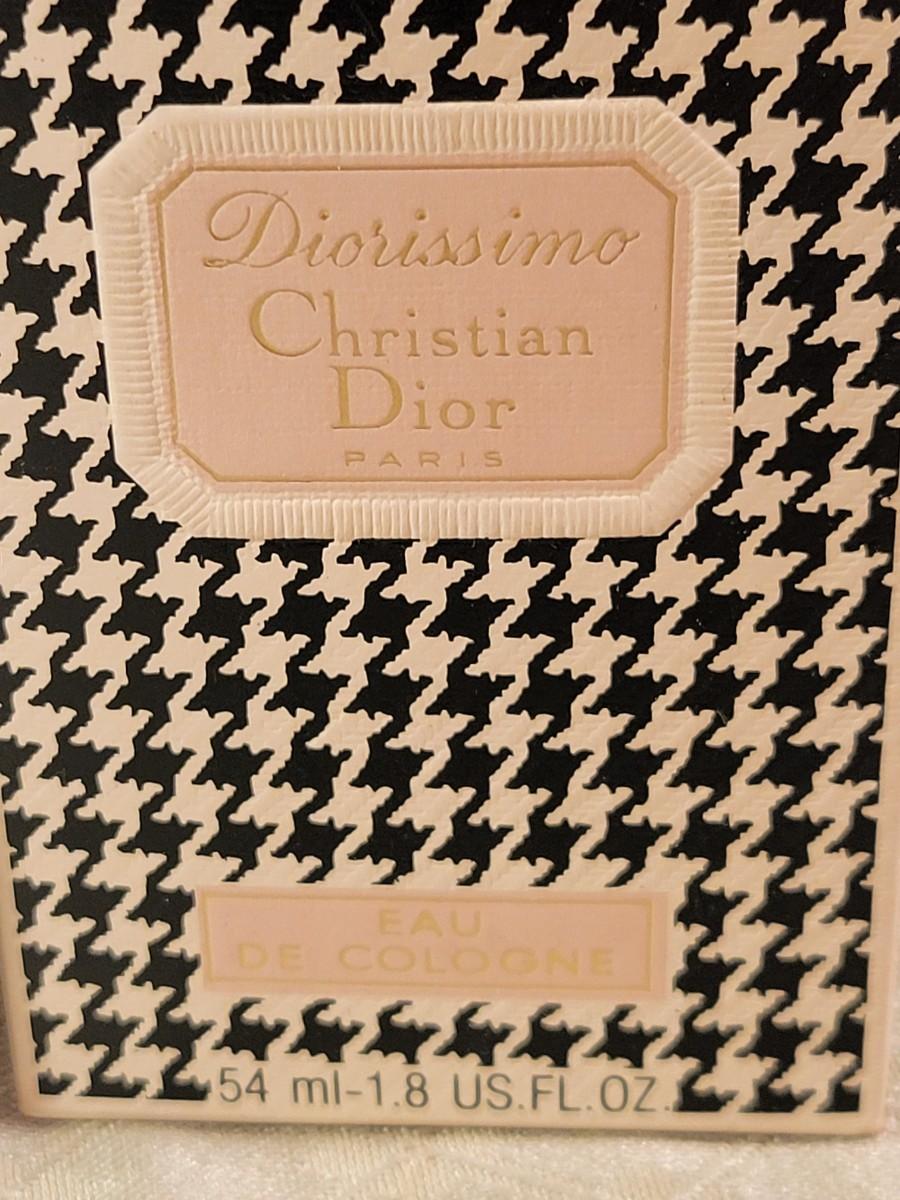 Diorissimo
Christian
Dior
PARIS
EAU
DE COLOGNE
54 ml-1.8 US.FL.OZ.